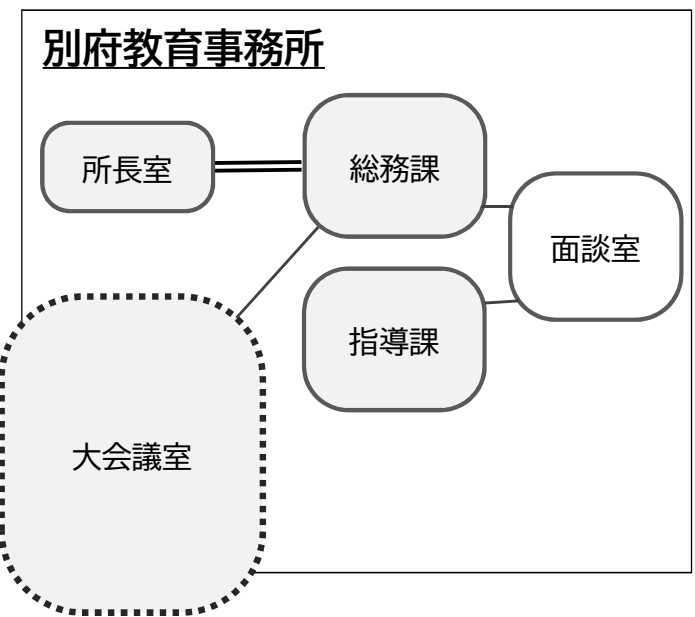 別府教育事務所
所長室
総務課
面談室
指導課
大会議室